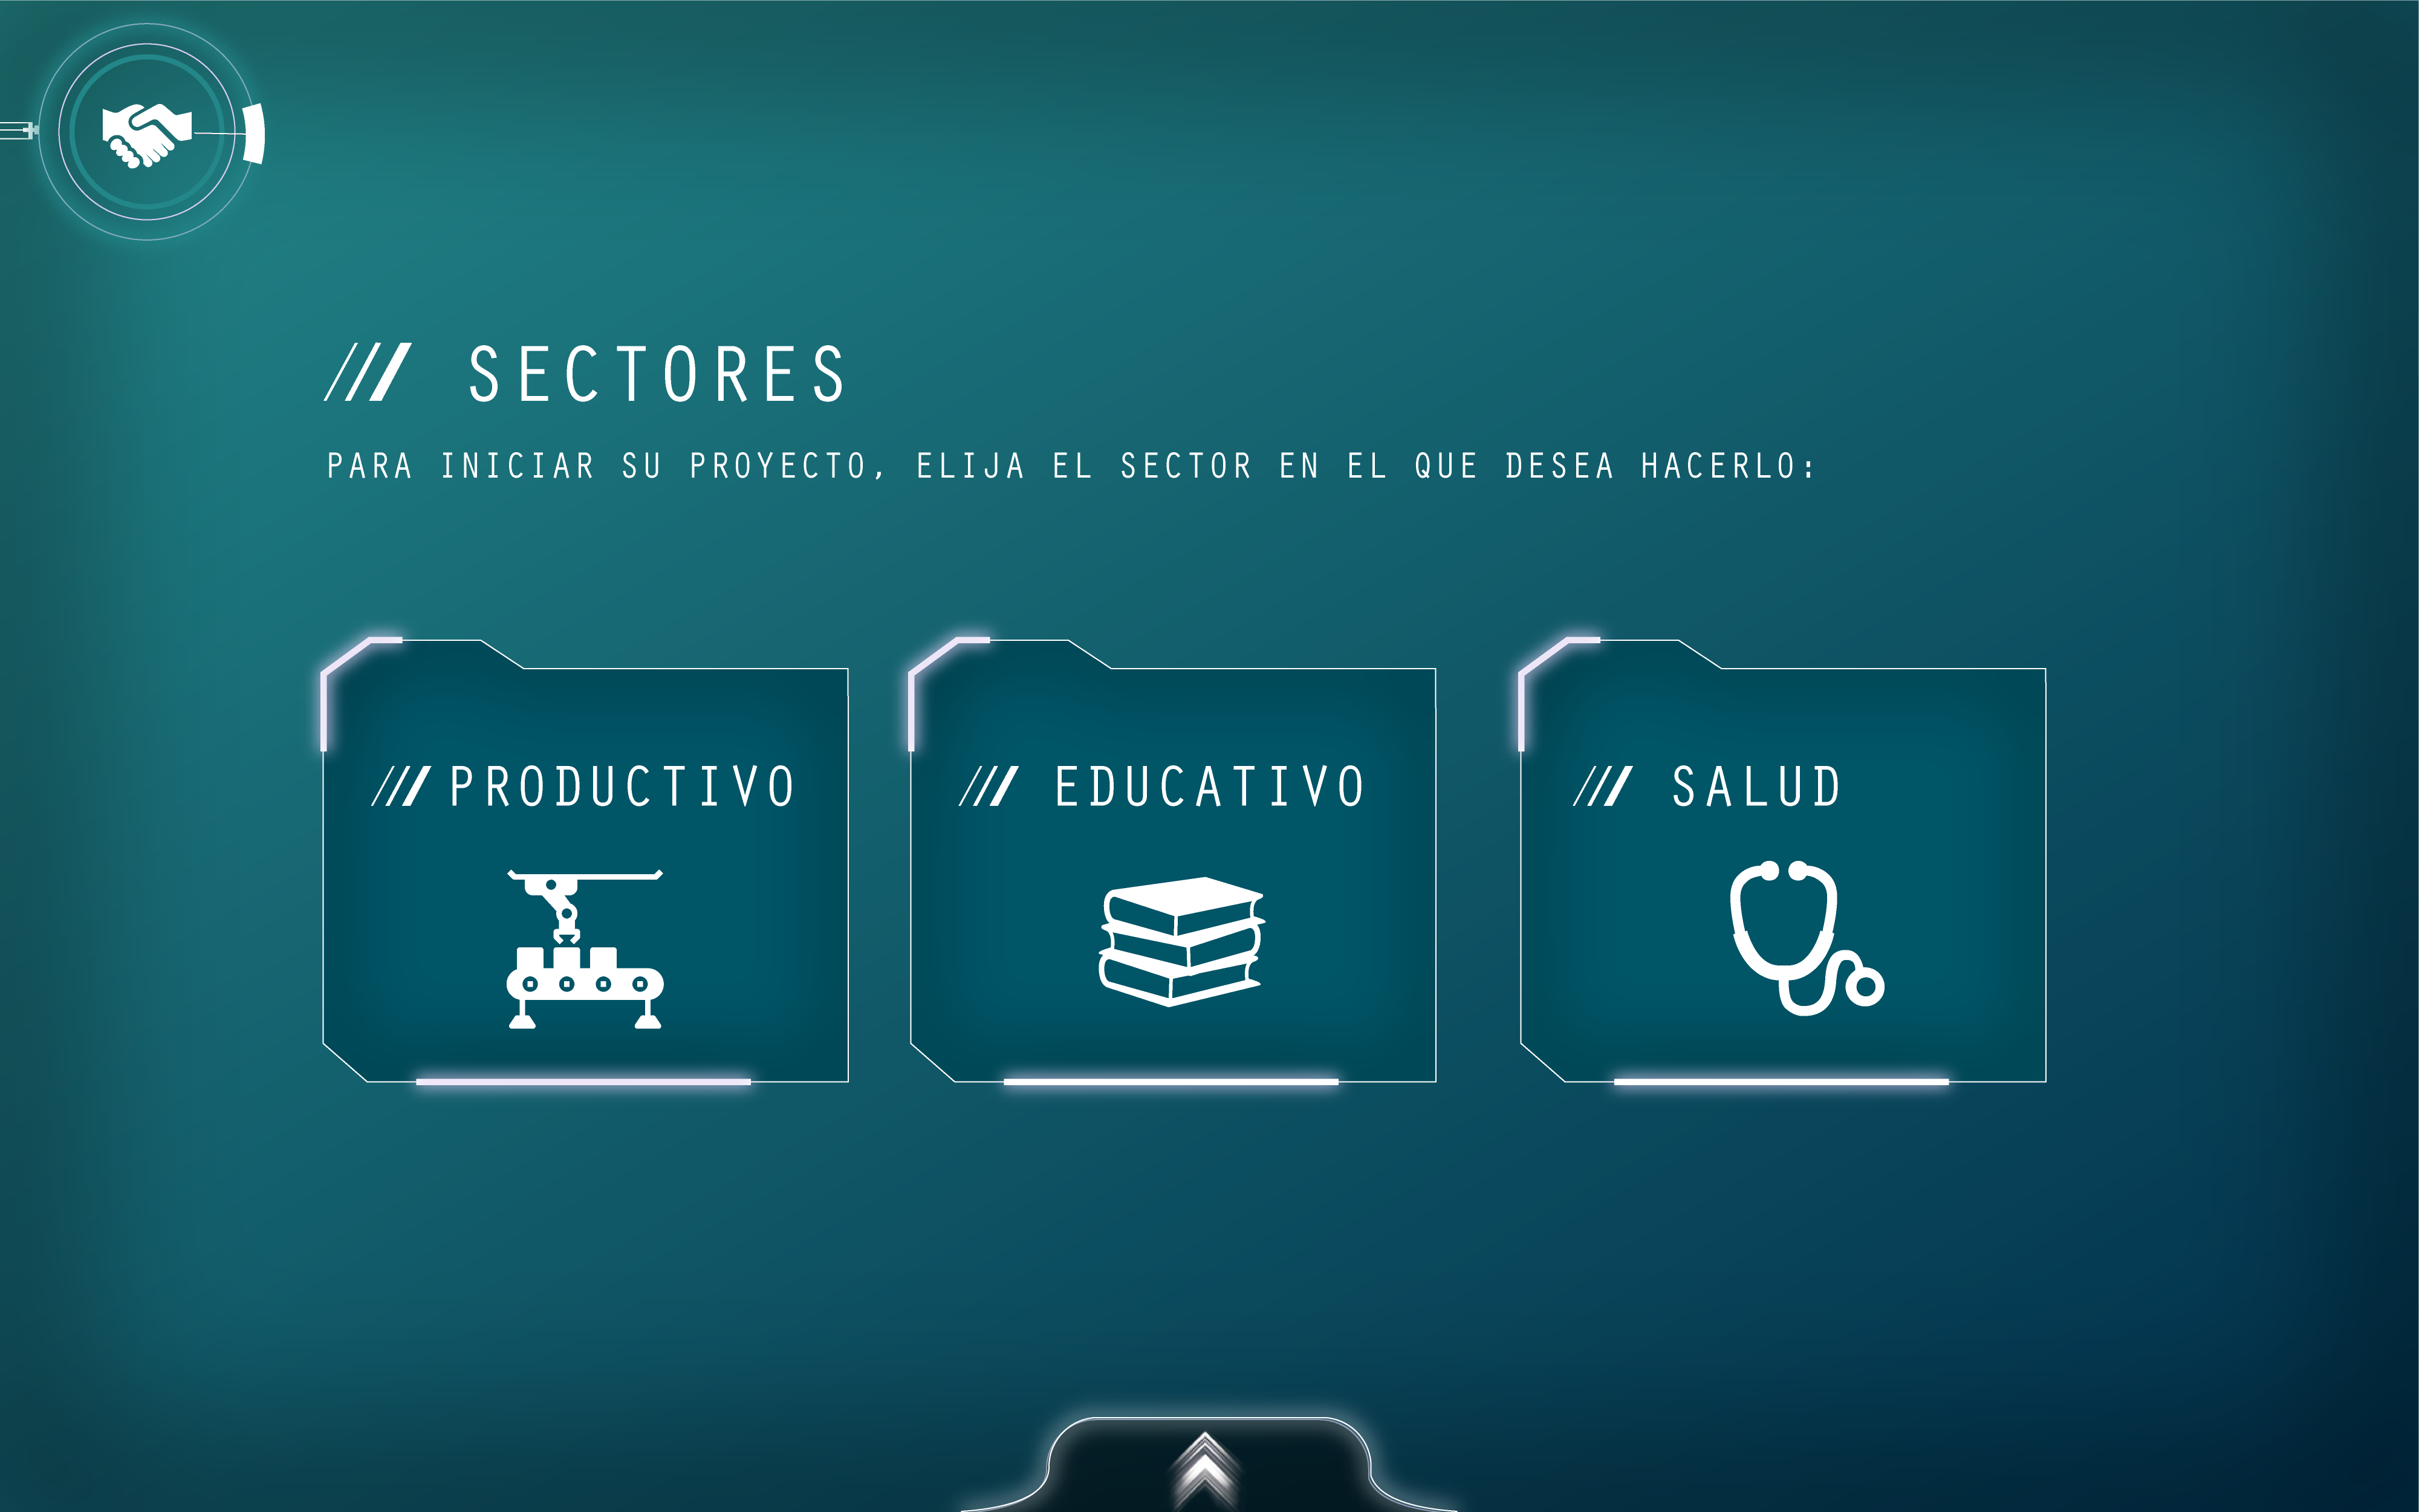 /// SECTORES
PARA INICIAR SU PROYECTO, ELIJA EL SECTOR EN EL QUE DESEA HACERLO:
/// PRODUCTIVO
/// EDUCATIVO
/// SALUD